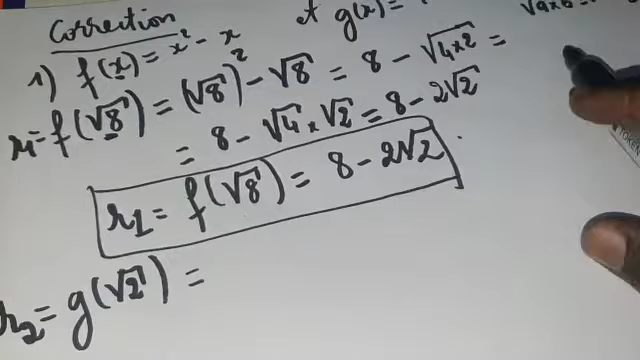 Correction
et g(x) =
1) f(x) = x² - x
r1 = f(√8) = (√8)² - √8 = 8 - √4×2 =
= 8 - √4 × √2 = 8 - 2√2
r1 = f(√8) = 8 - 2√2
r2 = g(√2) =